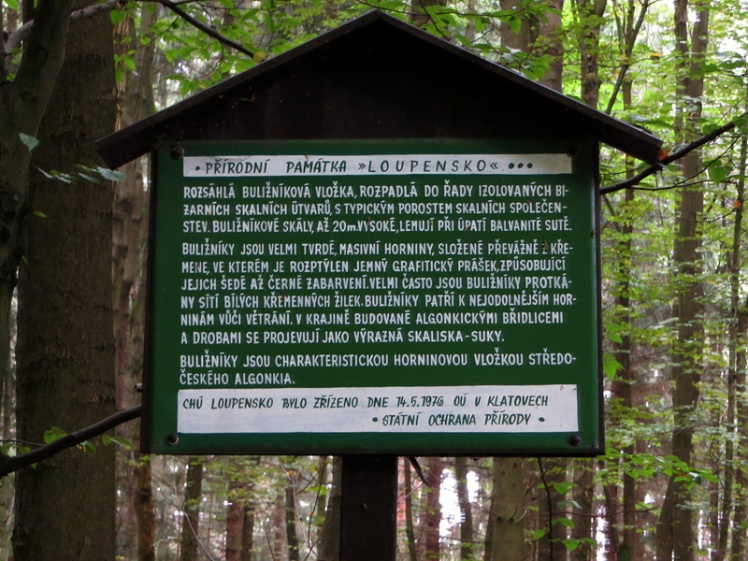 • PŘÍRODNÍ PAMÁTKA »LOUPENSKO« •••
ROZSÁHLÁ BULIŽNÍKOVÁ VLOŽKA, ROZPADLÁ DO ŘADY IZOLOVANÝCH BI-
ZARNÍCH SKALNÍCH ÚTVARŮ, S TYPICKÝM POROSTEM SKALNÍCH SPOLEČEN-
STEV. BULIŽNÍKOVÉ SKÁLY, AŽ 20 m. VYSOKÉ, LEMUJÍ PŘI ÚPATÍ BALVANITÉ SUTĚ.
BULIŽNÍKY JSOU VELMI TVRDÉ, MASIVNÍ HORNINY, SLOŽENÉ PŘEVÁŽNĚ Z KŘE-
MENE, VE KTERÉM JE ROZPTÝLEN JEMNÝ GRAFITICKÝ PRÁŠEK, ZPŮSOBUJÍCÍ
JEJICH ŠEDÉ AŽ ČERNÉ ZABARVENÍ. VELMI ČASTO JSOU BULIŽNÍKY PROTKÁ-
NY SÍTÍ BÍLÝCH KŘEMENNÝCH ŽILEK. BULIŽNÍKY PATŘÍ K NEJODOLNĚJŠÍM HOR-
NINÁM VŮČI VĚTRÁNÍ. V KRAJINĚ BUDOVANÉ ALGONKICKÝMI BŘIDLICEMI
A DROBAMI SE PROJEVUJÍ JAKO VÝRAZNÁ SKALISKA-SUKY.
BULIŽNÍKY JSOU CHARAKTERISTICKOU HORNINOVOU VLOŽKOU STŘEDO-
ČESKÉHO ALGONKIA.
CHÚ LOUPENSKO BYLO ZŘÍZENO DNE 14.5.1976 OÚ V KLATOVECH
• STÁTNÍ OCHRANA PŘÍRODY •